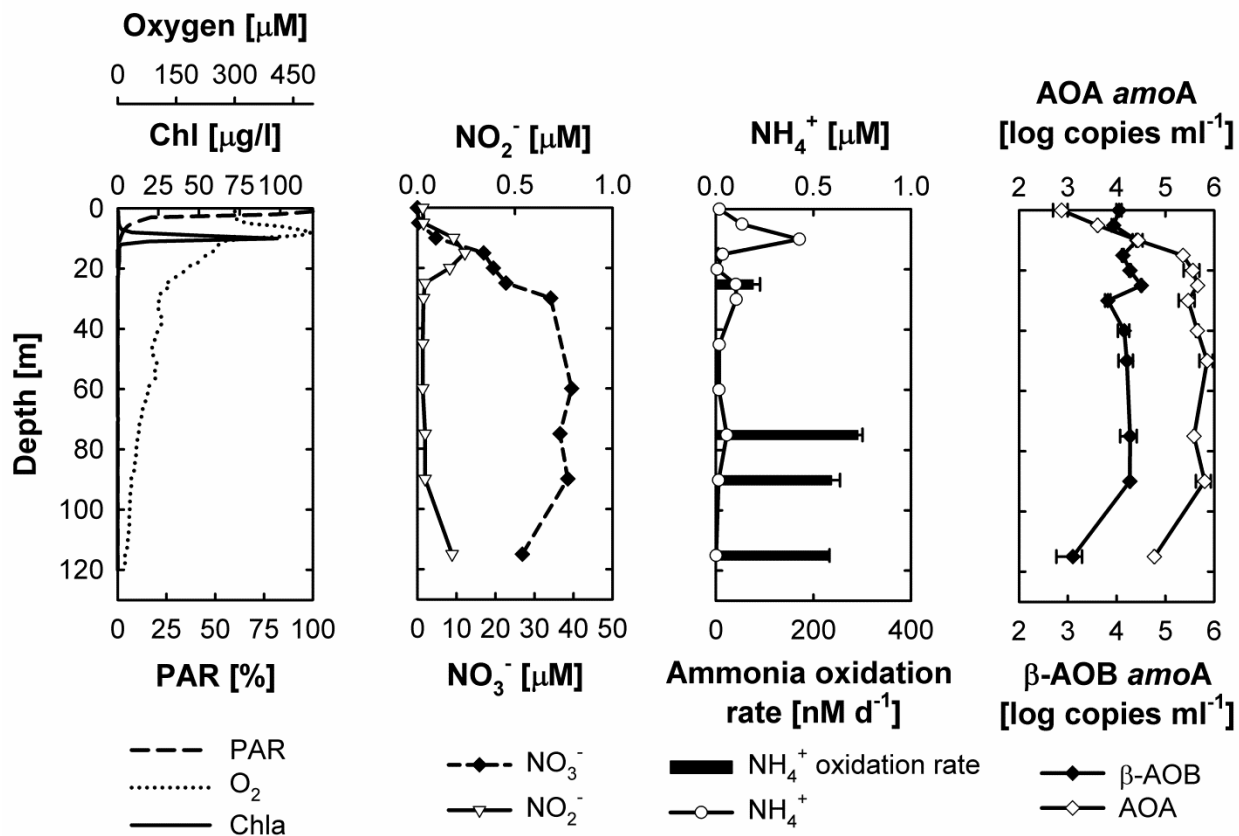 Oxygen [μM]
0 150 300 450
Chl [μg/l]
0 25 50 75 100
Depth [m]
0
20
40
60
80
100
120
0 25 50 75 100
PAR [%]
PAR
O₂
Chla
NO₂⁻ [μM]
0.0 0.5 1.0
0 10 20 30 40 50
NO₃⁻ [μM]
NO₃⁻
NO₂⁻
NH₄⁺ [μM]
0.0 0.5 1.0
0 200 400
Ammonia oxidation
rate [nM d⁻¹]
NH₄⁺ oxidation rate
NH₄⁺
AOA amoA
[log copies ml⁻¹]
2 3 4 5 6
2 3 4 5 6
β-AOB amoA
[log copies ml⁻¹]
β-AOB
AOA